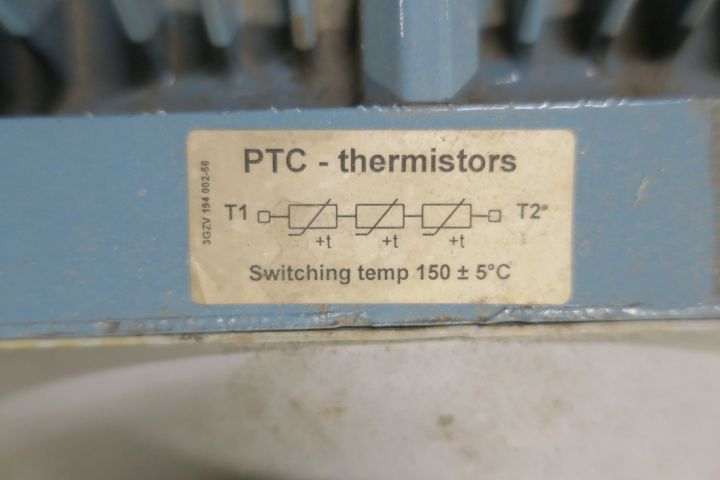 PTC - thermistors
3GZV 194 002-56
T1 T2
+t +t +t
Switching temp 150 ± 5°C